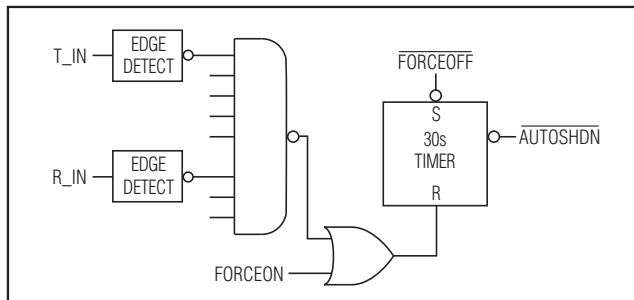 T_IN
EDGE
DETECT
R_IN
EDGE
DETECT
FORCEON
FORCEOFF
S
30s
TIMER
R
AUTOSHDN